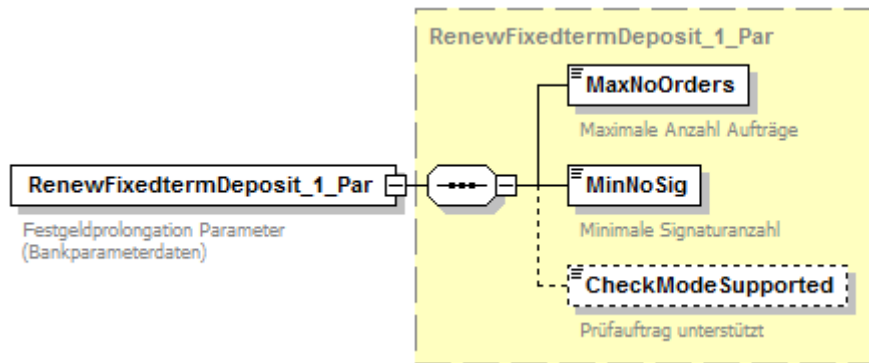 RenewFixedtermDeposit_1_Par
MaxNoOrders
Maximale Anzahl Aufträge
RenewFixedtermDeposit_1_Par
Festgeldprolongation Parameter
(Bankparameterdaten)
MinNoSig
Minimale Signaturanzahl
CheckModeSupported
Prüfauftrag unterstützt